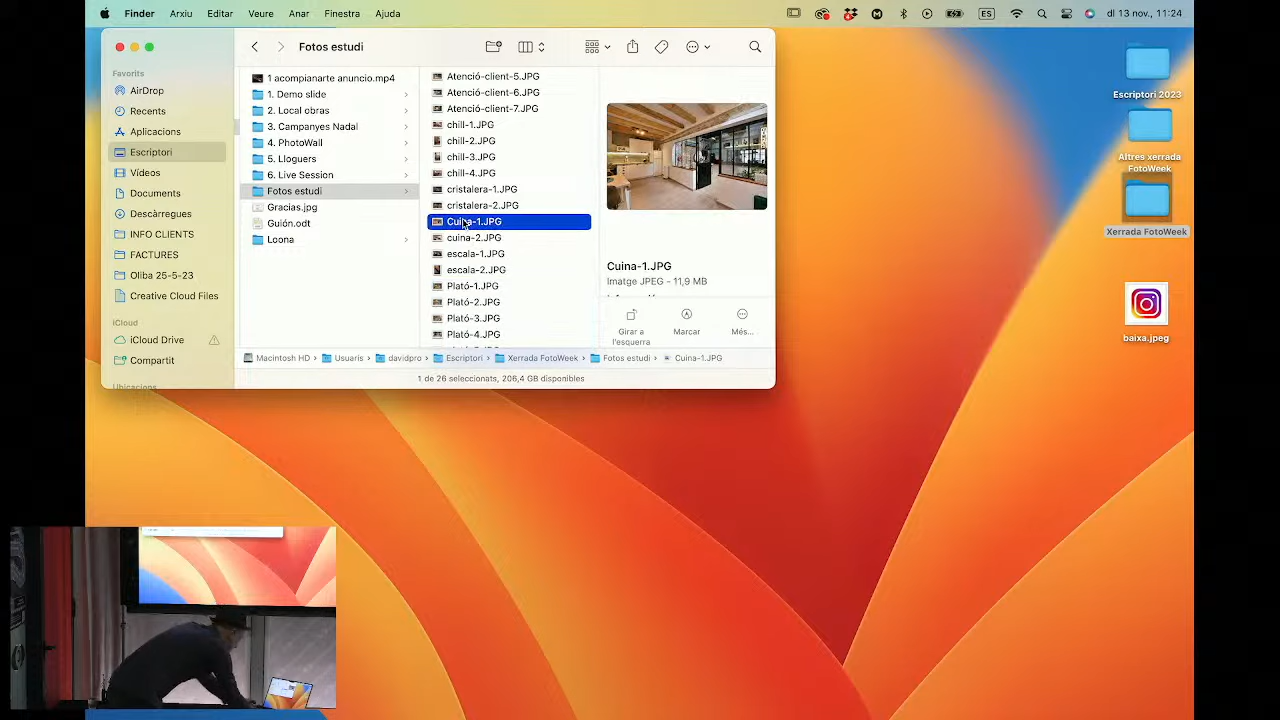 Finder Arxiu Editar Veure Anar Finestra Ajuda
ES dl 13 nov., 11:24
Fotos estudi
Favorits
AirDrop
Recents
Aplicacions
Escriptori
Vídeos
Documents
Descàrregues
INFO CLIENTS
FACTURES
Olba 25-5-23
Creative Cloud Files
iCloud
iCloud Drive
Compartit
Ubicacions
1 acompianarte anuncio.mp4
1. Demo slide
2. Local obras
3. Campanyes Nadal
4. PhotoWall
5. Lloguers
6. Live Session
Fotos estudi
Gracias.jpg
Guión.odt
Loona
Atenció-client-5.JPG
Atenció-client-6.JPG
Atenció-client-7.JPG
chill-1.JPG
chill-2.JPG
chill-3.JPG
chill-4.JPG
cristalera-1.JPG
cristalera-2.JPG
Cuina-1.JPG
cuina-2.JPG
escala-1.JPG
escala-2.JPG
Plató-1.JPG
Plató-2.JPG
Plató-3.JPG
Plató-4.JPG
Cuina-1.JPG
Imatge JPEG - 11,9 MB
Girar a
l'esquerra
Marcar
Més...
Macintosh HD › Usuaris › davidpro › Escriptori › Xerrada FotoWeek › Fotos estudi › Cuina-1.JPG
1 de 26 seleccionats, 206,4 GB disponibles
Escriptori 2023
Altres xerrada
FotoWeek
Xerrada FotoWeek
baixa.jpeg